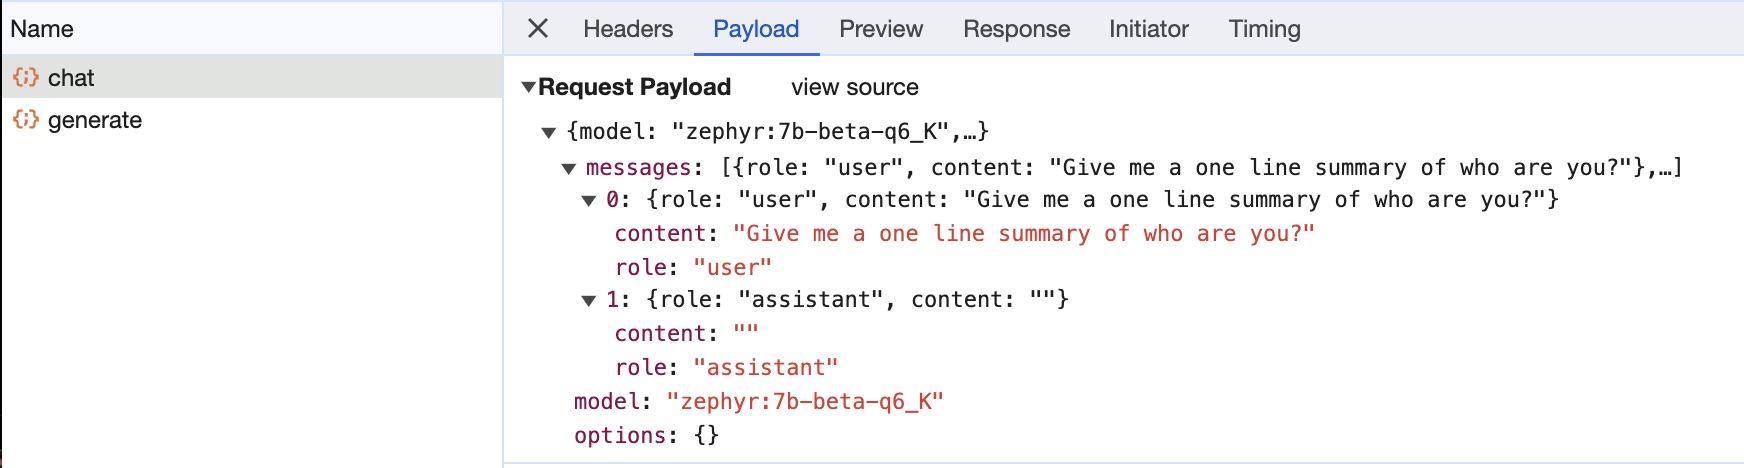 Name
chat
generate
Headers Payload Preview Response Initiator Timing
Request Payload view source
{model: "zephyr:7b-beta-q6_K",…}
messages: [{role: "user", content: "Give me a one line summary of who are you?"},…]
0: {role: "user", content: "Give me a one line summary of who are you?"}
content: "Give me a one line summary of who are you?"
role: "user"
1: {role: "assistant", content: ""}
content: ""
role: "assistant"
model: "zephyr:7b-beta-q6_K"
options: {}